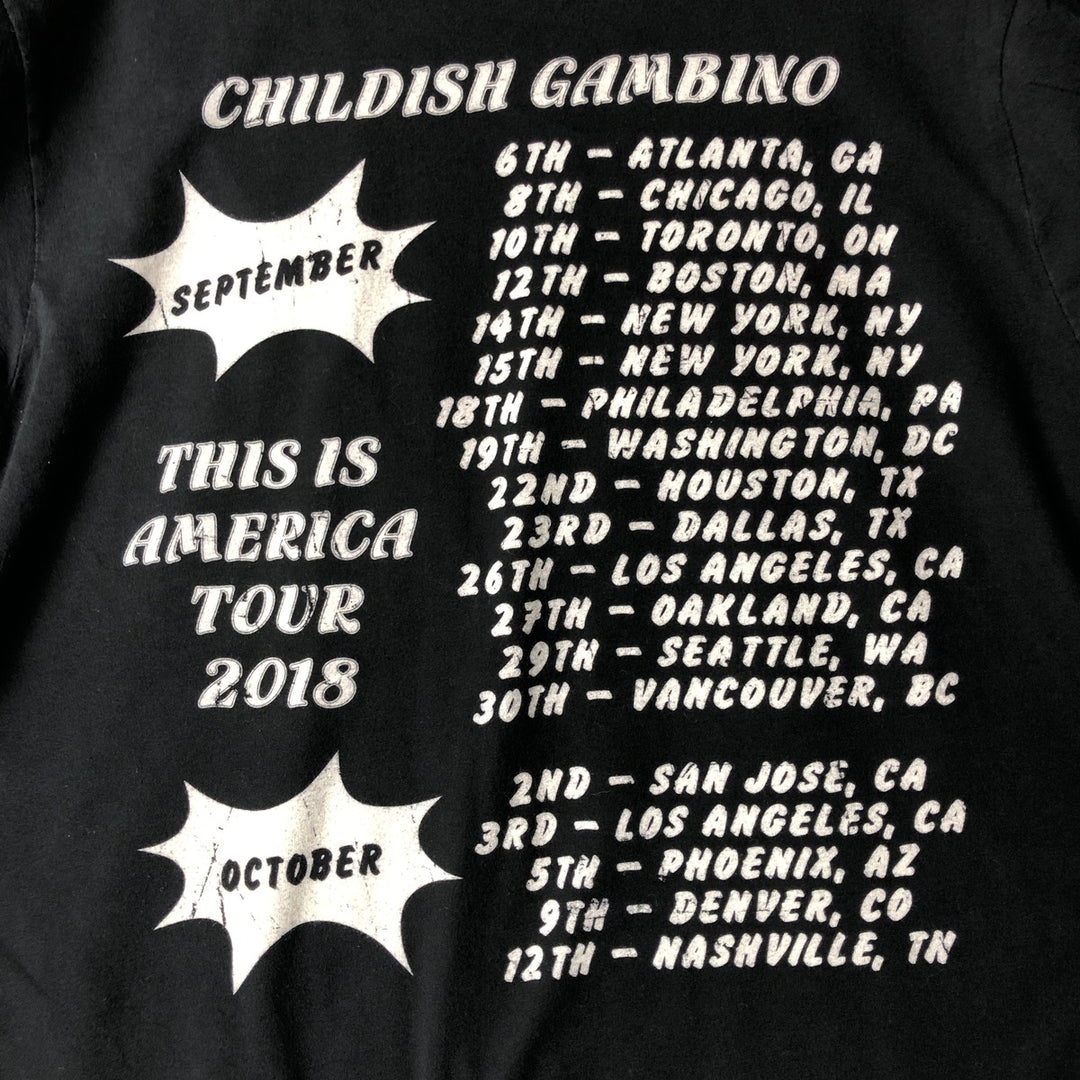 CHILDISH GAMBINO
SEPTEMBER
6TH – ATLANTA, GA
8TH – CHICAGO, IL
10TH – TORONTO, ON
12TH – BOSTON, MA
14TH – NEW YORK, NY
15TH – NEW YORK, NY
18TH – PHILADELPHIA, PA
19TH – WASHINGTON, DC
22ND – HOUSTON, TX
23RD – DALLAS, TX
26TH – LOS ANGELES, CA
27TH – OAKLAND, CA
29TH – SEATTLE, WA
30TH – VANCOUVER, BC
THIS IS
AMERICA
TOUR
2018
OCTOBER
2ND – SAN JOSE, CA
3RD – LOS ANGELES, CA
5TH – PHOENIX, AZ
9TH – DENVER, CO
12TH – NASHVILLE, TN